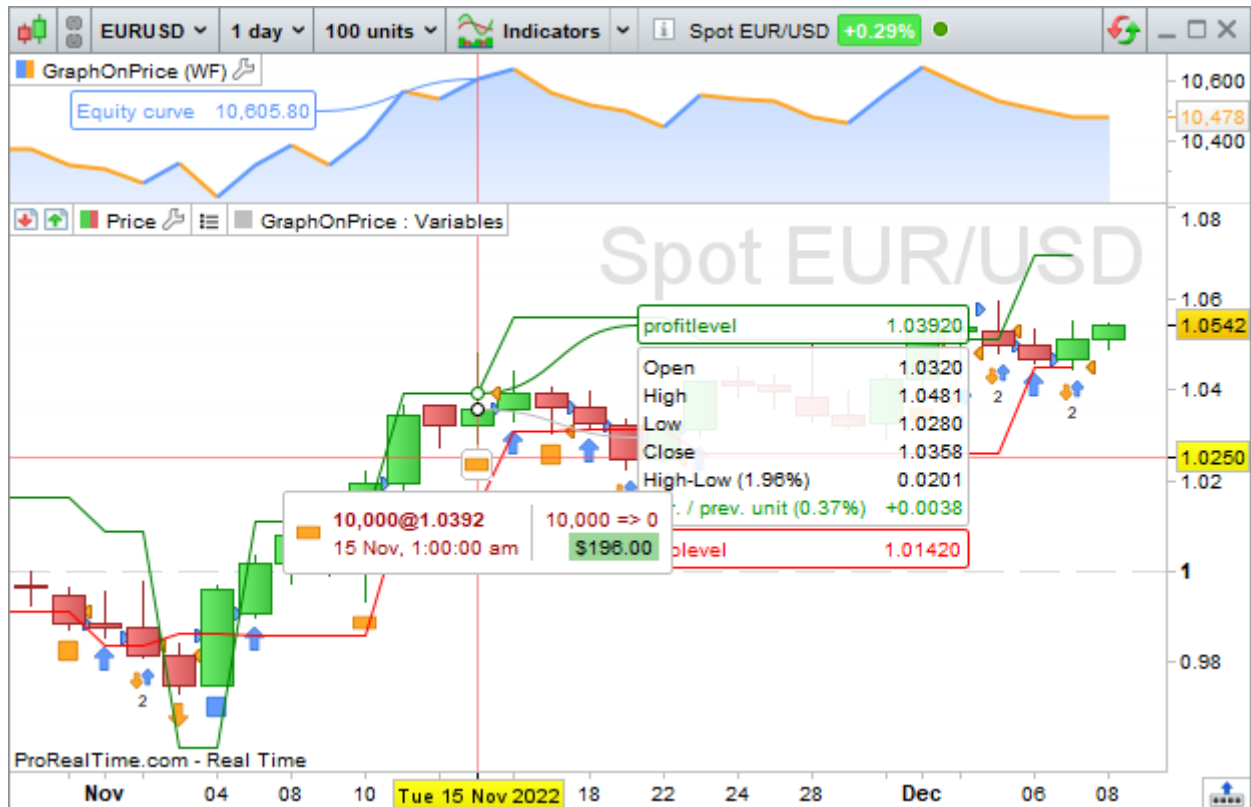 EURUSD 1 day 100 units Indicators i Spot EUR/USD +0.29%
GraphOnPrice (WF)
Equity curve 10,605.80
10,600
10,478
10,400
Price GraphOnPrice : Variables
Spot EUR/USD
1.08
1.06
1.0542
1.04
1.0250
1.02
1
0.98
profitlevel 1.03920
Open 1.0320
High 1.0481
Low 1.0280
Close 1.0358
High-Low (1.96%) 0.0201
r. / prev. unit (0.37%) +0.0038
olevel 1.01420
10,000@1.0392 10,000 => 0
15 Nov, 1:00:00 am $196.00
2
2
2
2
ProRealTime.com - Real Time
Nov 04 08 10 Tue 15 Nov 2022 18 22 24 28 Dec 06 08